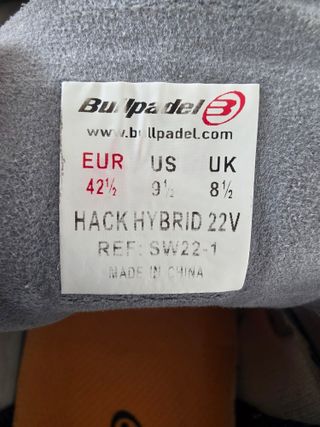 Bullpadel
www.bullpadel.com
EUR US UK
42½ 9½ 8½
HACK HYBRID 22V
REF: SW22-1
MADE IN CHINA